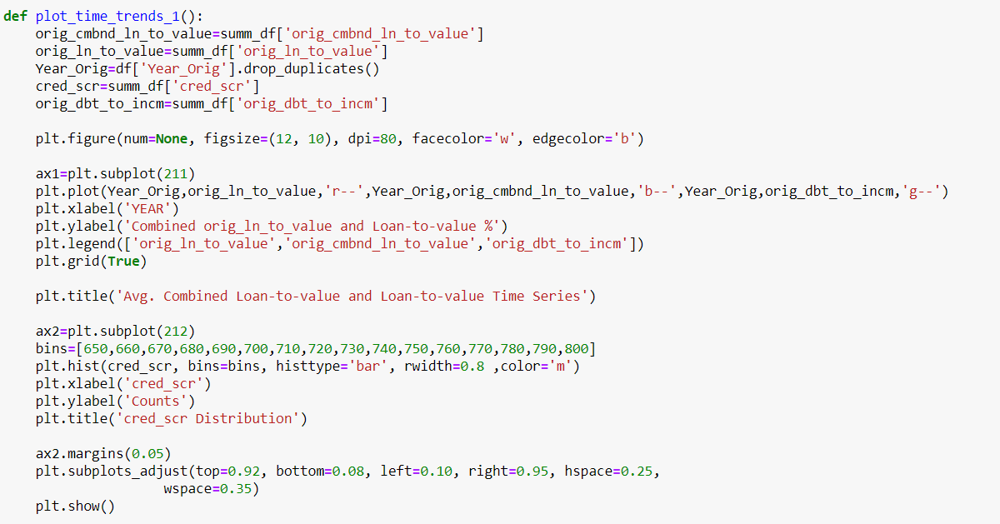 def plot_time_trends_1():
    orig_cmbnd_ln_to_value=summ_df['orig_cmbnd_ln_to_value']
    orig_ln_to_value=summ_df['orig_ln_to_value']
    Year_Orig=df['Year_Orig'].drop_duplicates()
    cred_scr=summ_df['cred_scr']
    orig_dbt_to_incm=summ_df['orig_dbt_to_incm']

    plt.figure(num=None, figsize=(12, 10), dpi=80, facecolor='w', edgecolor='b')

    ax1=plt.subplot(211)
    plt.plot(Year_Orig,orig_ln_to_value,'r--',Year_Orig,orig_cmbnd_ln_to_value,'b--',Year_Orig,orig_dbt_to_incm,'g--')
    plt.xlabel('YEAR')
    plt.ylabel('Combined orig_ln_to_value and Loan-to-value %')
    plt.legend(['orig_ln_to_value','orig_cmbnd_ln_to_value','orig_dbt_to_incm'])
    plt.grid(True)

    plt.title('Avg. Combined Loan-to-value and Loan-to-value Time Series')

    ax2=plt.subplot(212)
    bins=[650,660,670,680,690,700,710,720,730,740,750,760,770,780,790,800]
    plt.hist(cred_scr, bins=bins, histtype='bar', rwidth=0.8 ,color='m')
    plt.xlabel('cred_scr')
    plt.ylabel('Counts')
    plt.title('cred_scr Distribution')

    ax2.margins(0.05)
    plt.subplots_adjust(top=0.92, bottom=0.08, left=0.10, right=0.95, hspace=0.25,
                    wspace=0.35)
    plt.show()